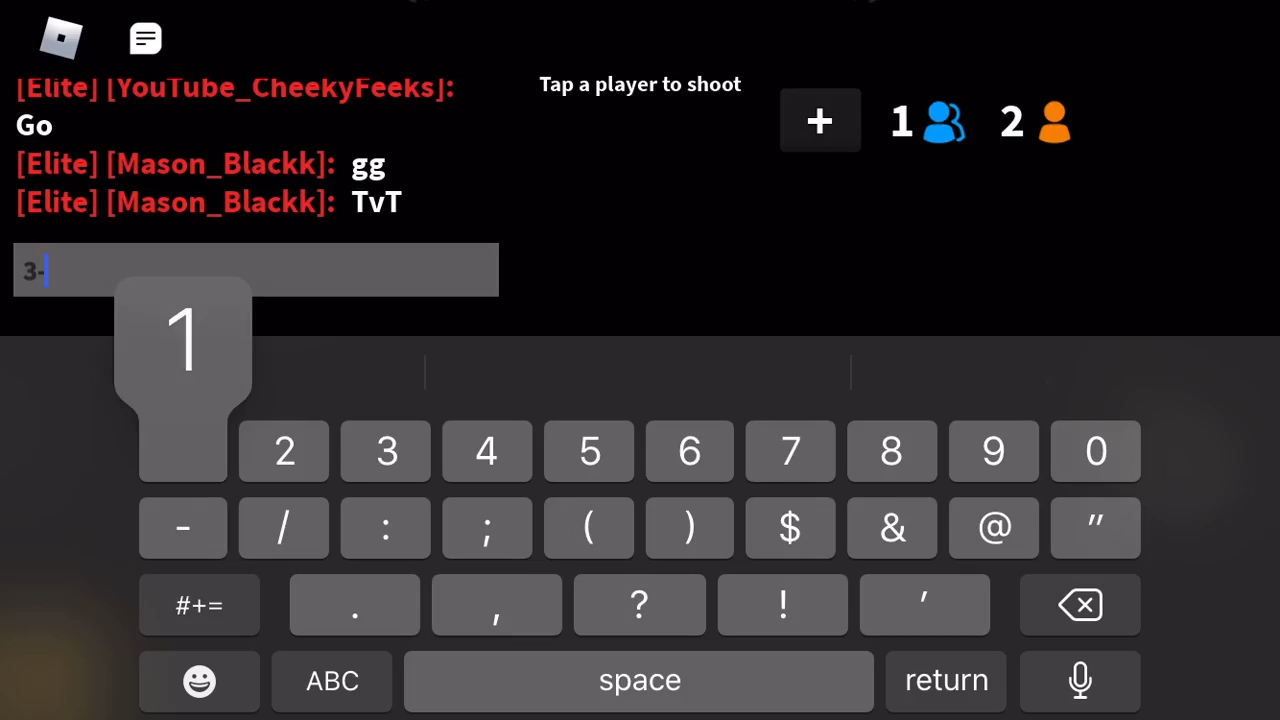 [Elite] [YouTube_CheekyFeeks]:
Go
[Elite] [Mason_Blackk]: gg
[Elite] [Mason_Blackk]: TvT
Tap a player to shoot
+ 1 2
3-
1
2 3 4 5 6 7 8 9 0
- / : ; ( ) $ & @ "
#+= . , ? ! '
ABC space return